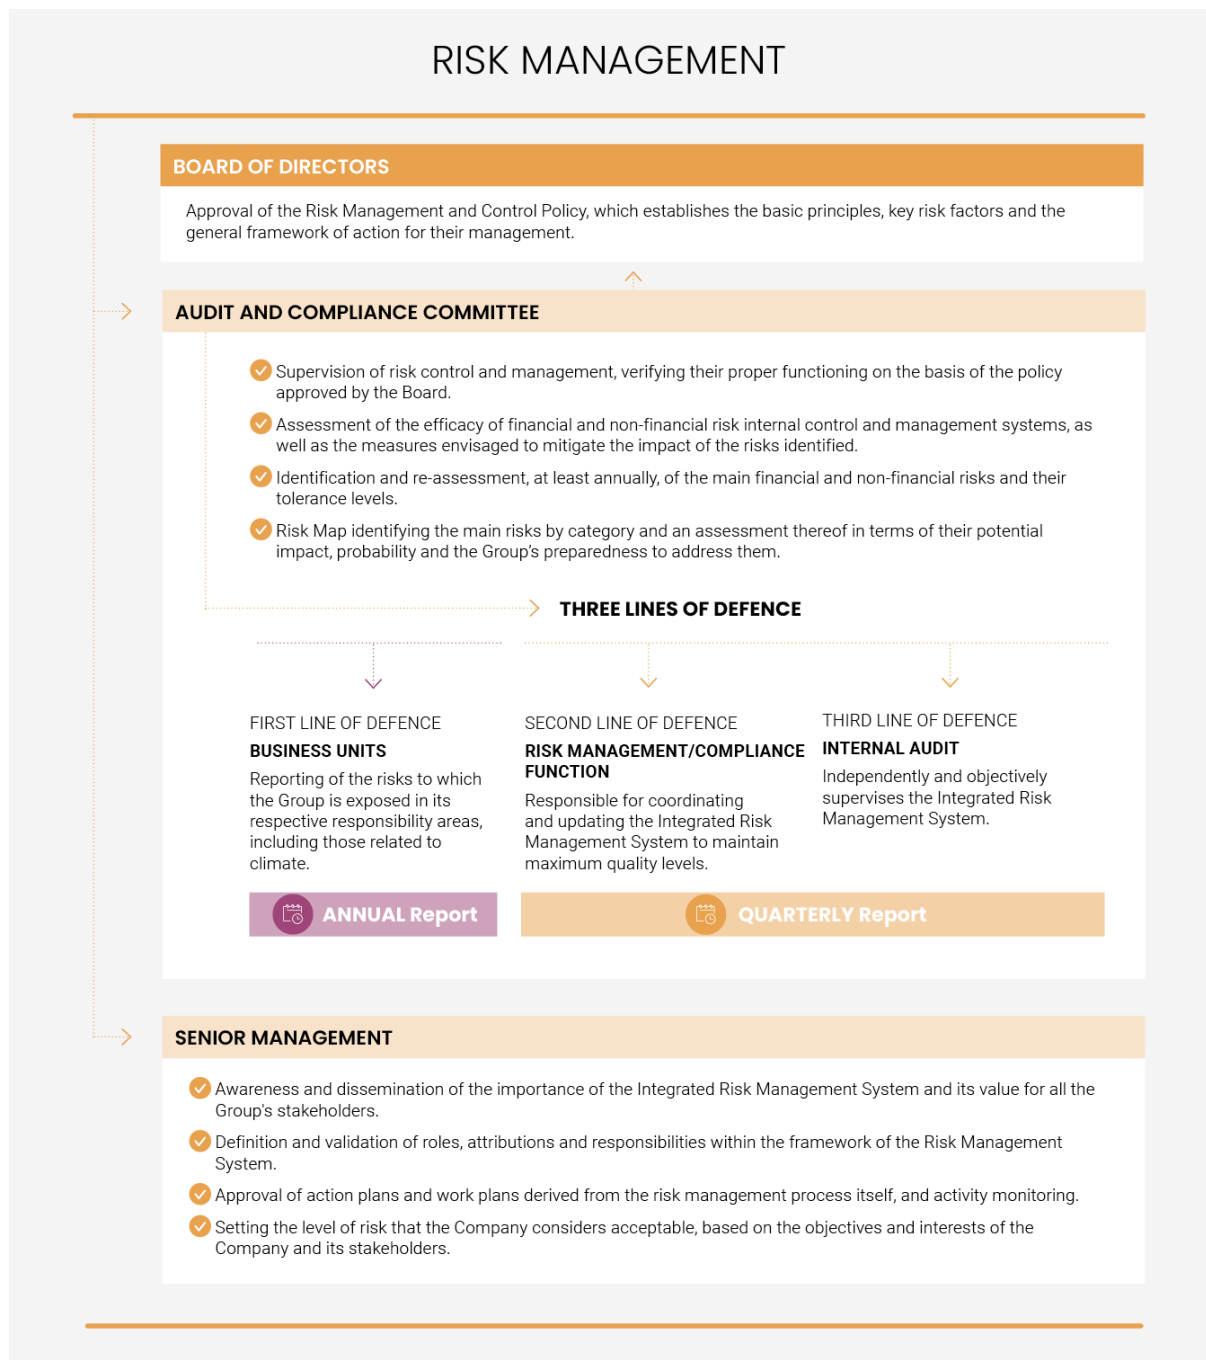 RISK MANAGEMENT
BOARD OF DIRECTORS
Approval of the Risk Management and Control Policy, which establishes the basic principles, key risk factors and the
general framework of action for their management.
AUDIT AND COMPLIANCE COMMITTEE
Supervision of risk control and management, verifying their proper functioning on the basis of the policy
approved by the Board.
Assessment of the efficacy of financial and non-financial risk internal control and management systems, as
well as the measures envisaged to mitigate the impact of the risks identified.
Identification and re-assessment, at least annually, of the main financial and non-financial risks and their
tolerance levels.
Risk Map identifying the main risks by category and an assessment thereof in terms of their potential
impact, probability and the Group’s preparedness to address them.
THREE LINES OF DEFENCE
FIRST LINE OF DEFENCE
BUSINESS UNITS
Reporting of the risks to which
the Group is exposed in its
respective responsibility areas,
including those related to
climate.
ANNUAL Report
SECOND LINE OF DEFENCE
RISK MANAGEMENT/COMPLIANCE
FUNCTION
Responsible for coordinating
and updating the Integrated Risk
Management System to maintain
maximum quality levels.
THIRD LINE OF DEFENCE
INTERNAL AUDIT
Independently and objectively
supervises the Integrated Risk
Management System.
QUARTERLY Report
SENIOR MANAGEMENT
Awareness and dissemination of the importance of the Integrated Risk Management System and its value for all the
Group's stakeholders.
Definition and validation of roles, attributions and responsibilities within the framework of the Risk Management
System.
Approval of action plans and work plans derived from the risk management process itself, and activity monitoring.
Setting the level of risk that the Company considers acceptable, based on the objectives and interests of the
Company and its stakeholders.